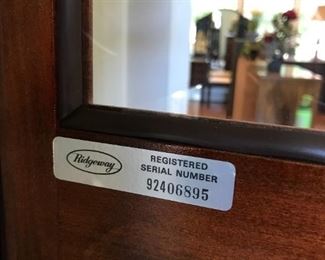 Ridgeway
REGISTERED
SERIAL NUMBER
92406895